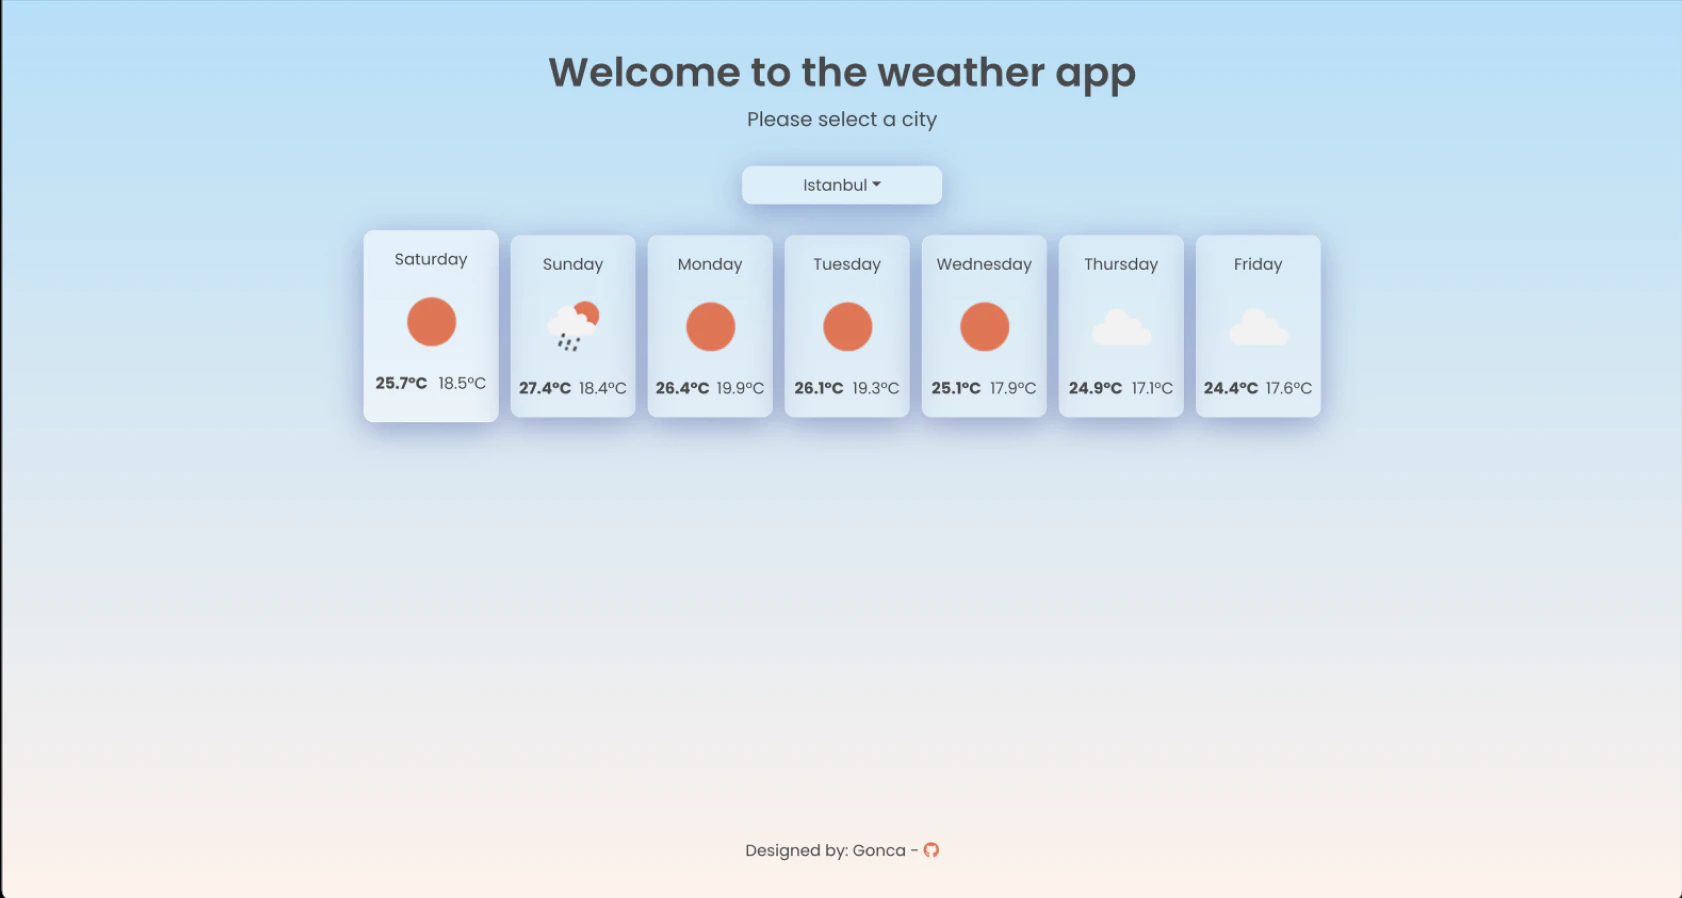 Welcome to the weather app
Please select a city
Istanbul
Saturday
25.7°C 18.5°C
Sunday
27.4°C 18.4°C
Monday
26.4°C 19.9°C
Tuesday
26.1°C 19.3°C
Wednesday
25.1°C 17.9°C
Thursday
24.9°C 17.1°C
Friday
24.4°C 17.6°C
Designed by: Gonca -